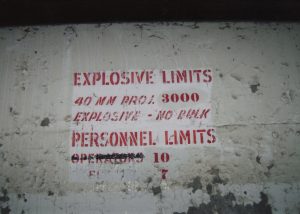 EXPLOSIVE LIMITS
40 MM PROJ. 3000
EXPLOSIVE - NO BULK
PERSONNEL LIMITS
OPERATORS 10
7